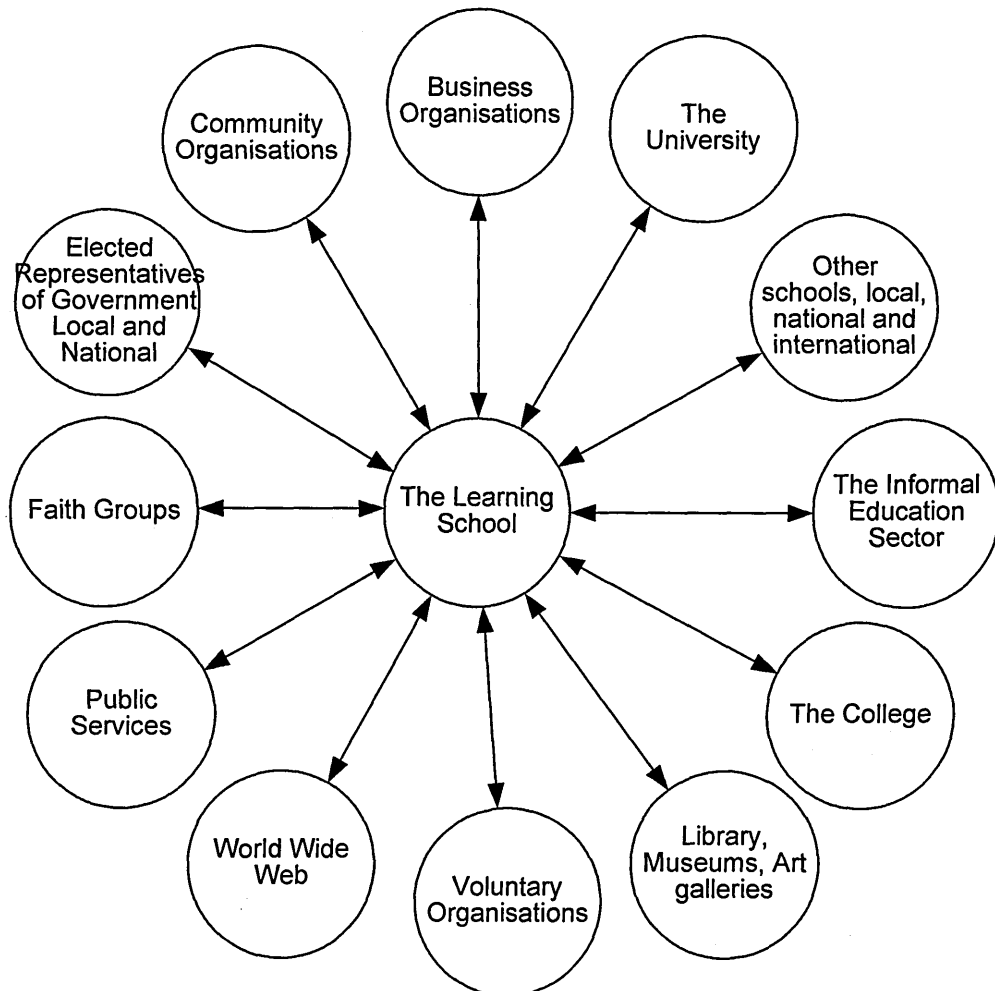 Business
Organisations
The
University
Community
Organisations
Elected
Representatives
of Government
Local and
National
Other
schools, local,
national and
international
Faith Groups
The Learning
School
The Informal
Education
Sector
Public
Services
The College
World Wide
Web
Voluntary
Organisations
Library,
Museums, Art
galleries